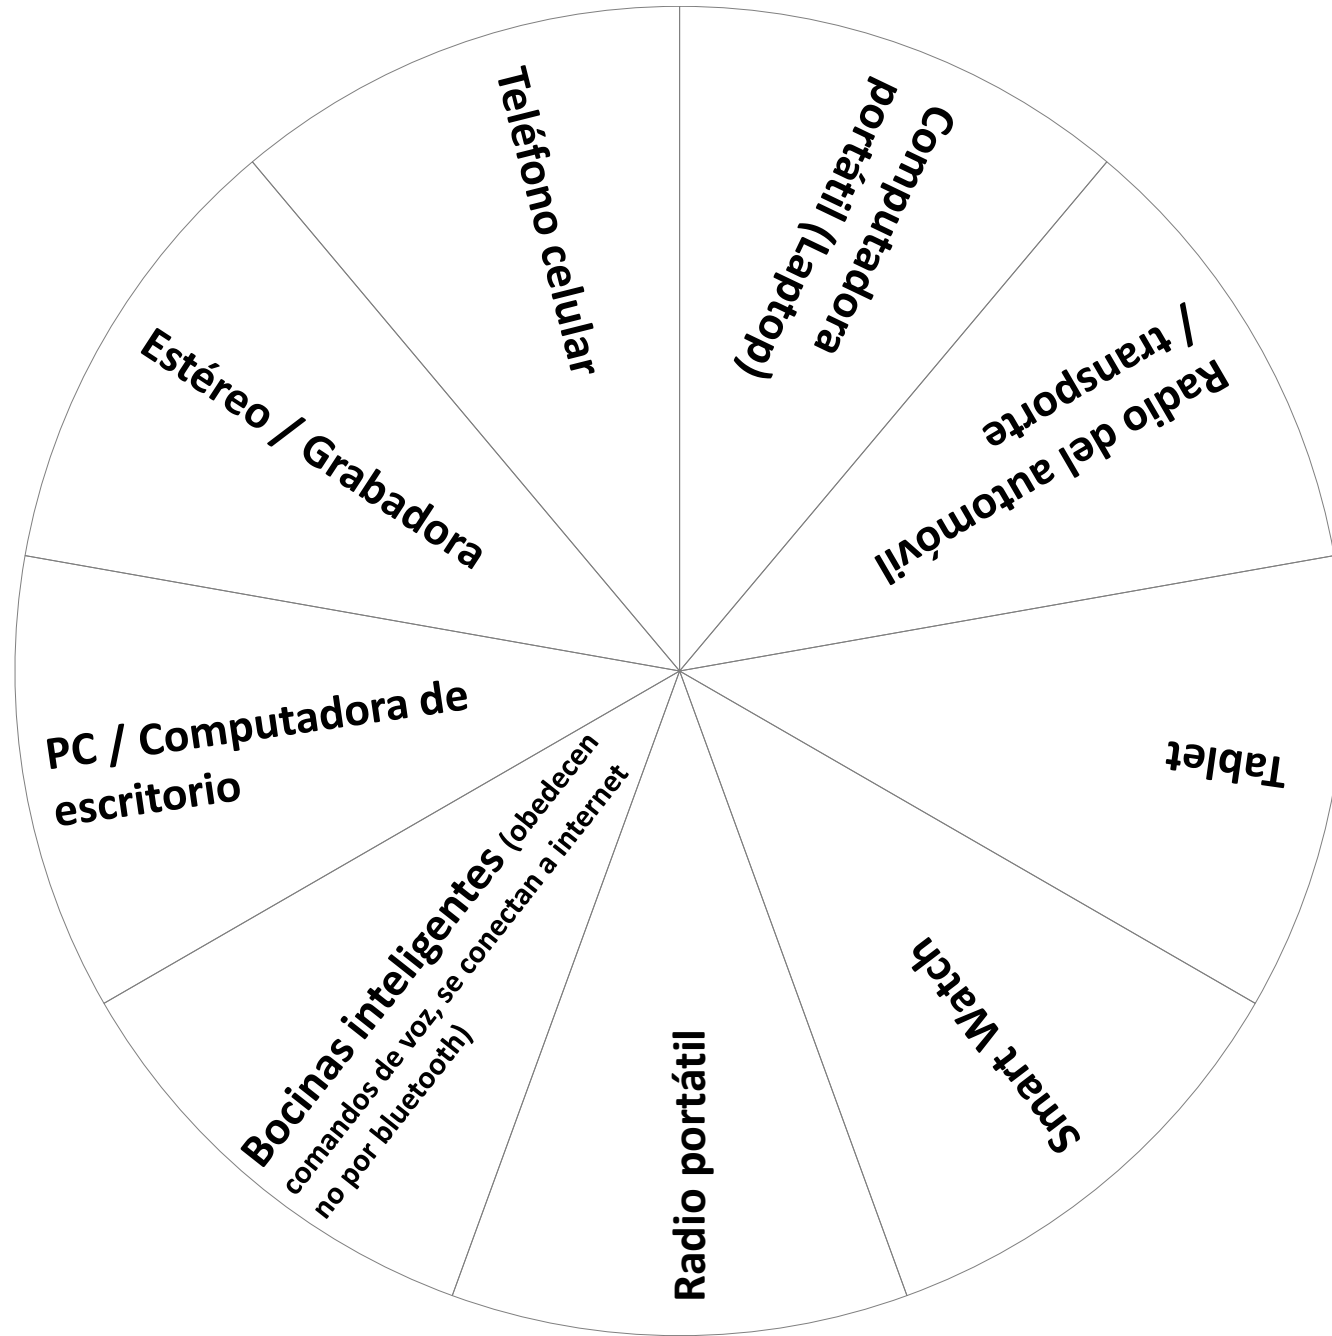 Computadora
portátil (Laptop)
Radio del automóvil
/ transporte
Tablet
Smart Watch
Radio portátil
Bocinas inteligentes (obedecen
comandos de voz, se conectan a internet
no por bluetooth)
PC / Computadora de
escritorio
Estéreo / Grabadora
Teléfono celular